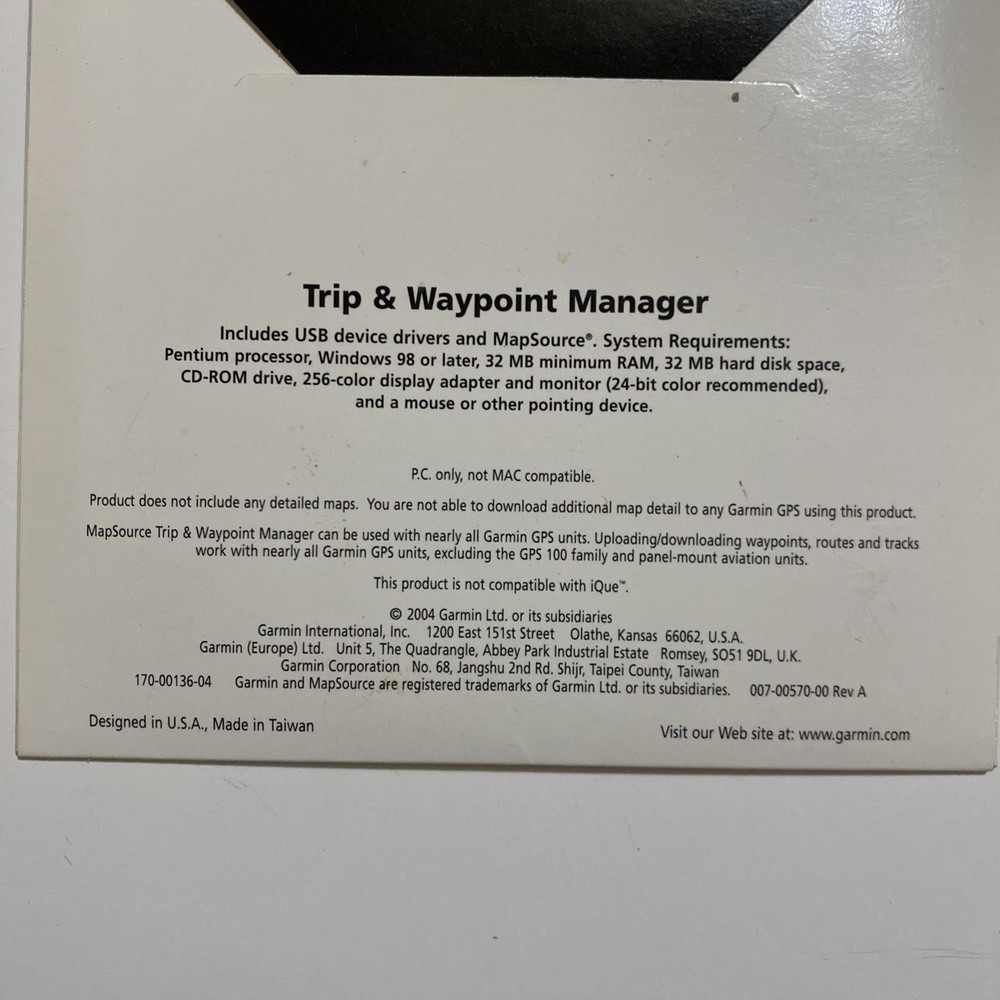 Trip & Waypoint Manager
Includes USB device drivers and MapSource®. System Requirements:
Pentium processor, Windows 98 or later, 32 MB minimum RAM, 32 MB hard disk space,
CD-ROM drive, 256-color display adapter and monitor (24-bit color recommended),
and a mouse or other pointing device.
P.C. only, not MAC compatible.
Product does not include any detailed maps. You are not able to download additional map detail to any Garmin GPS using this product.
MapSource Trip & Waypoint Manager can be used with nearly all Garmin GPS units. Uploading/downloading waypoints, routes and tracks
work with nearly all Garmin GPS units, excluding the GPS 100 family and panel-mount aviation units.
This product is not compatible with iQue™.
© 2004 Garmin Ltd. or its subsidiaries
Garmin International, Inc. 1200 East 151st Street Olathe, Kansas 66062, U.S.A.
Garmin (Europe) Ltd. Unit 5, The Quadrangle, Abbey Park Industrial Estate Romsey, SO51 9DL, U.K.
Garmin Corporation No. 68, Jangshu 2nd Rd. Shijr, Taipei County, Taiwan
170-00136-04 Garmin and MapSource are registered trademarks of Garmin Ltd. or its subsidiaries. 007-00570-00 Rev A
Designed in U.S.A., Made in Taiwan
Visit our Web site at: www.garmin.com